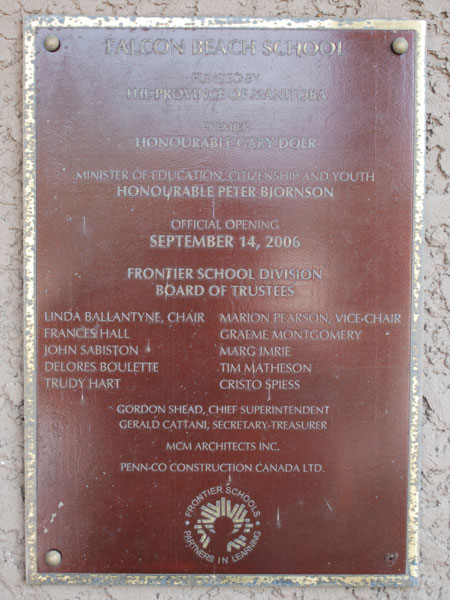 FALCON BEACH SCHOOL
FUNDED BY
THE PROVINCE OF MANITOBA
PREMIER
HONOURABLE GARY DOER
MINISTER OF EDUCATION, CITIZENSHIP AND YOUTH
HONOURABLE PETER BJORNSON
OFFICIAL OPENING
SEPTEMBER 14, 2006
FRONTIER SCHOOL DIVISION
BOARD OF TRUSTEES
LINDA BALLANTYNE, CHAIR
FRANCES HALL
JOHN SABISTON
DELORES BOULETTE
TRUDY HART
MARION PEARSON, VICE-CHAIR
GRAEME MONTGOMERY
MARG IMRIE
TIM MATHESON
CRISTO SPIESS
GORDON SHEAD, CHIEF SUPERINTENDENT
GERALD CATTANI, SECRETARY-TREASURER
MCM ARCHITECTS INC.
PENN-CO CONSTRUCTION CANADA LTD.
FRONTIER SCHOOLS
PARTNERS IN LEARNING